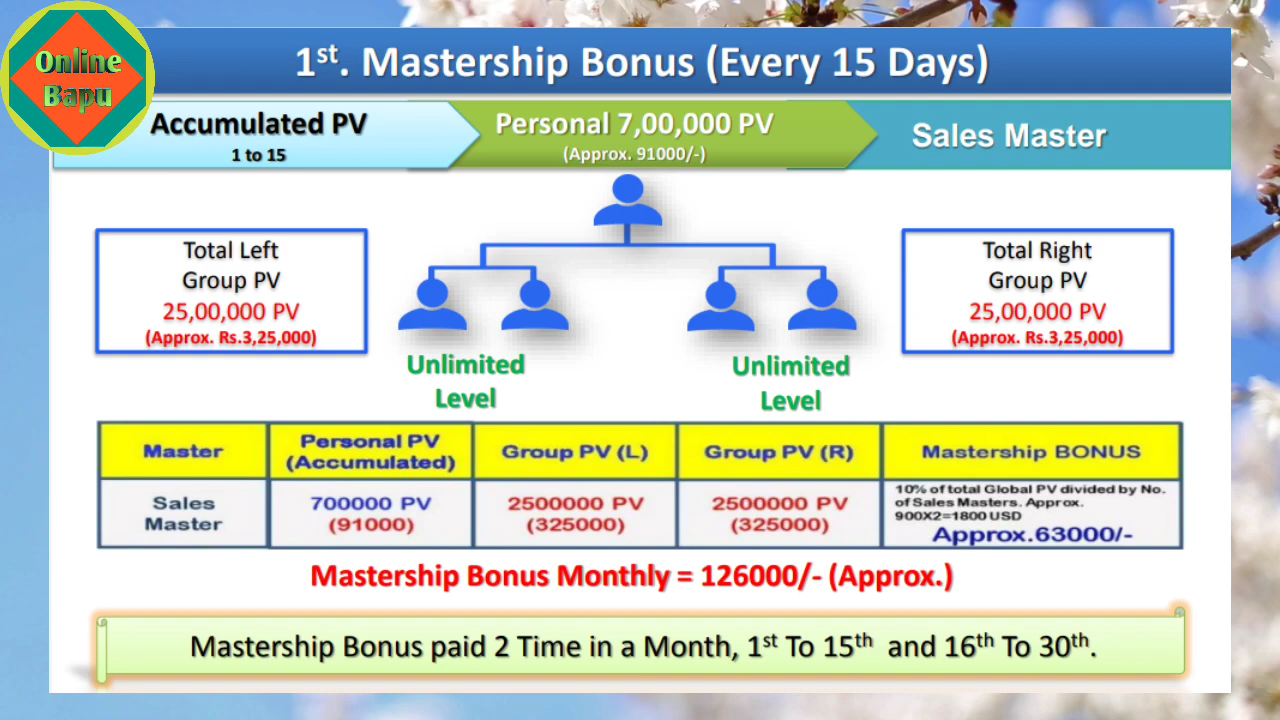 Online
Bapu
1st. Mastership Bonus (Every 15 Days)
Accumulated PV
1 to 15
Personal 7,00,000 PV
(Approx. 91000/-)
Sales Master
Total Left
Group PV
25,00,000 PV
(Approx. Rs.3,25,000)
Total Right
Group PV
25,00,000 PV
(Approx. Rs.3,25,000)
Unlimited
Level
Unlimited
Level
Master
Personal PV
(Accumulated)
Group PV (L)
Group PV (R)
Mastership BONUS
Sales
Master
700000 PV
(91000)
2500000 PV
(325000)
2500000 PV
(325000)
10% of total Global PV divided by No.
of Sales Masters. Approx.
900X2=1800 USD
Approx.63000/-
Mastership Bonus Monthly = 126000/- (Approx.)
Mastership Bonus paid 2 Time in a Month, 1st To 15th and 16th To 30th.